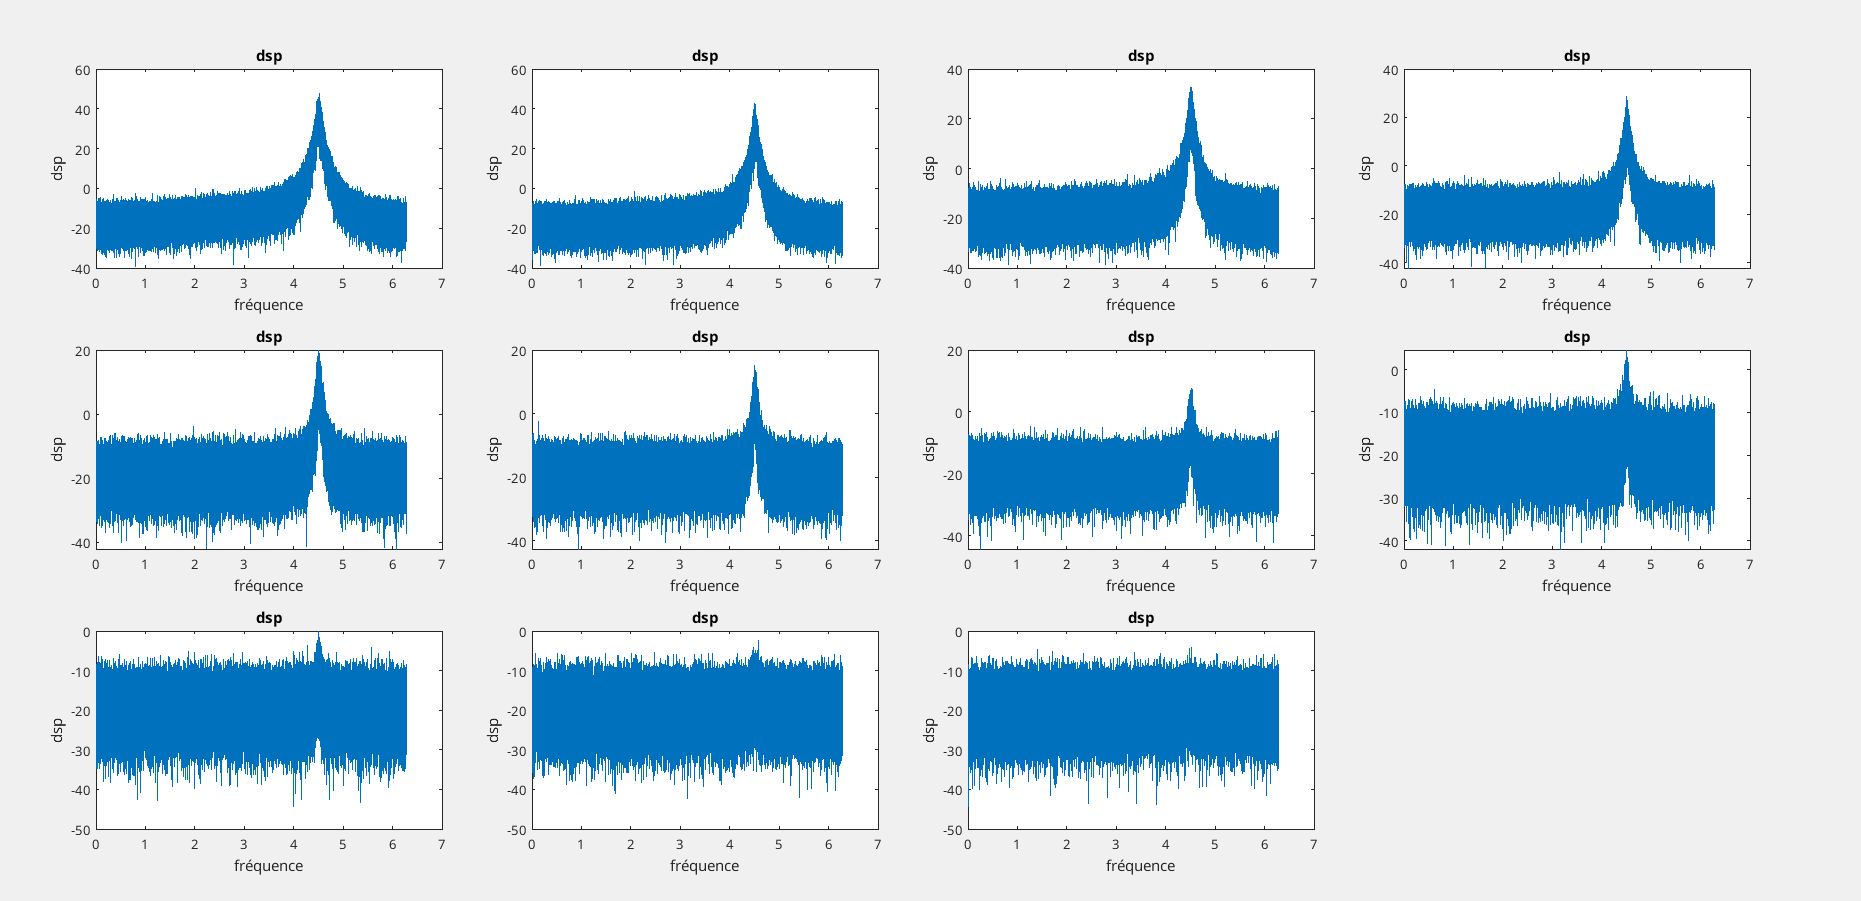 dsp dsp dsp dsp
60 60 40 40
40 40 20 20
20 20 0 0
0 0 -20 -20
-20 -20 -40 -40
-40 -40
dsp dsp dsp dsp
0 1 2 3 4 5 6 7 0 1 2 3 4 5 6 7 0 1 2 3 4 5 6 7 0 1 2 3 4 5 6 7
fréquence fréquence fréquence fréquence
dsp dsp dsp dsp
20 20 20 0
0 0 0 -10
-20 -20 -20 -20
-40 -40 -40 -30
-40
dsp dsp dsp dsp
0 1 2 3 4 5 6 7 0 1 2 3 4 5 6 7 0 1 2 3 4 5 6 7 0 1 2 3 4 5 6 7
fréquence fréquence fréquence fréquence
dsp dsp dsp
0 0 0
-10 -10 -10
-20 -20 -20
-30 -30 -30
-40 -40 -40
-50 -50 -50
dsp dsp dsp
0 1 2 3 4 5 6 7 0 1 2 3 4 5 6 7 0 1 2 3 4 5 6 7
fréquence fréquence fréquence